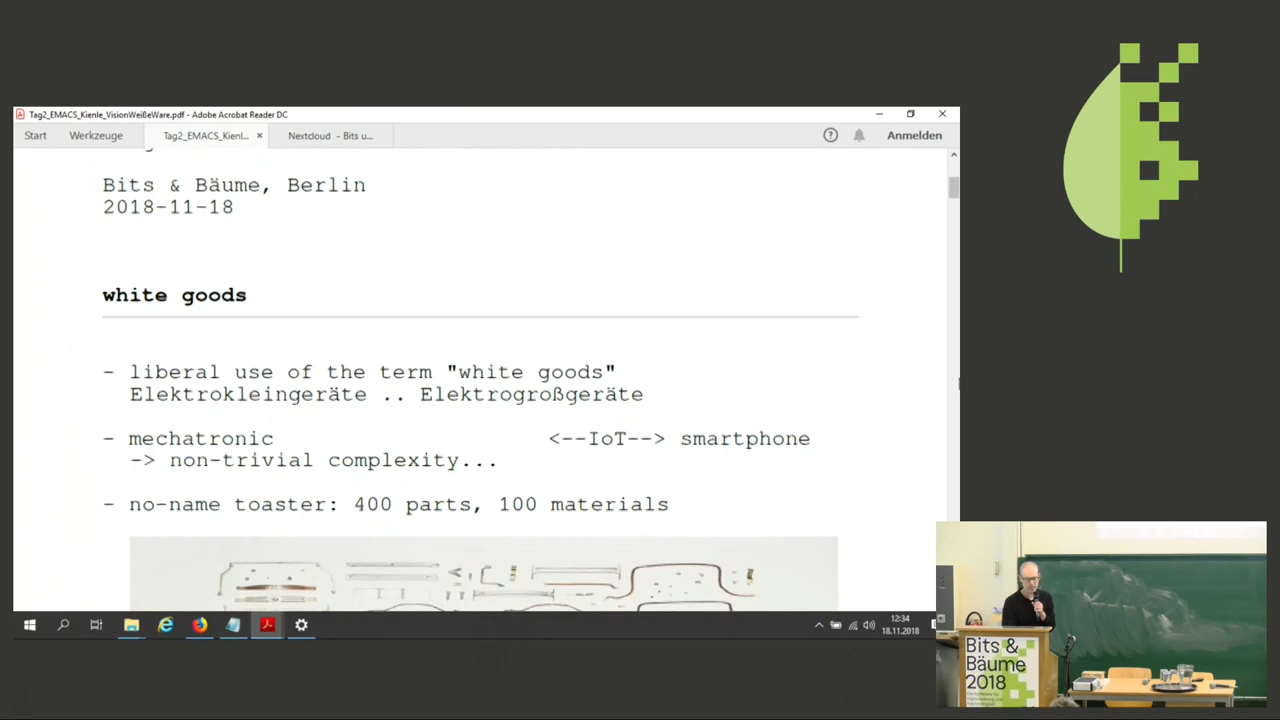 Tag2_EMACS_Kienle_VisionWeißeWare.pdf - Adobe Acrobat Reader DC
Start Werkzeuge Tag2_EMACS_Kienl... × Nextcloud - Bits u... ? Anmelden
Bits & Bäume, Berlin
2018-11-18
white goods
- liberal use of the term "white goods"
Elektrokleingeräte .. Elektrogroßgeräte
- mechatronic <--IoT--> smartphone
-> non-trivial complexity...
- no-name toaster: 400 parts, 100 materials
12:34
18.11.2018
Bits &
Bäume
2018